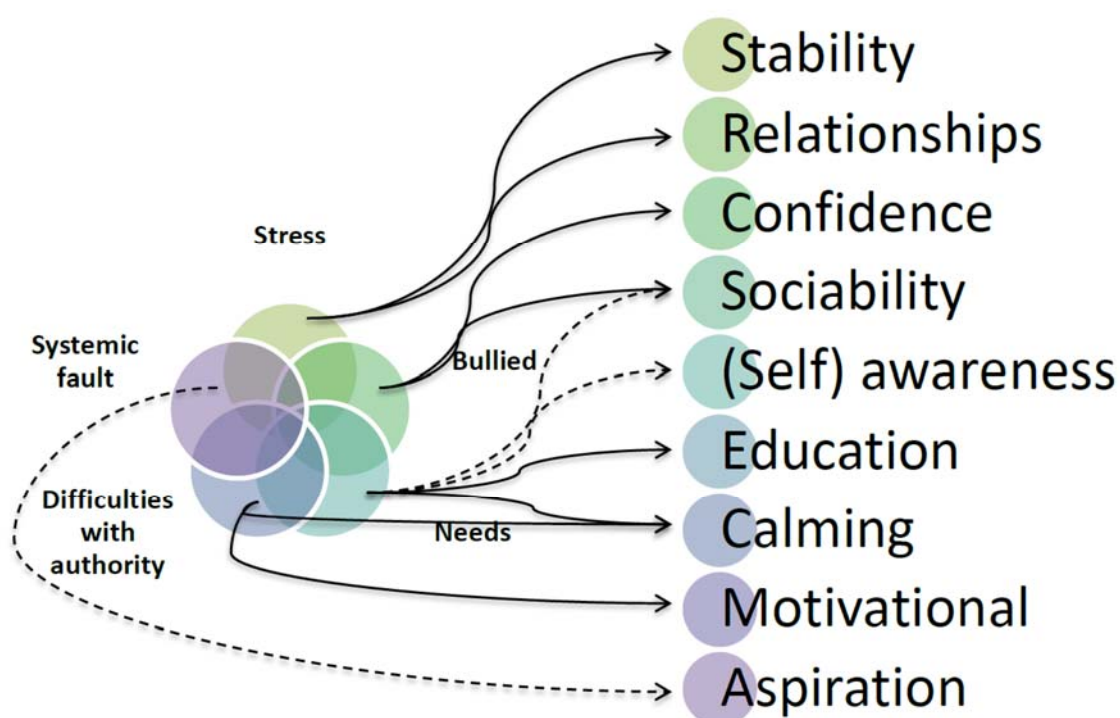 Stability
Relationships
Confidence
Stress
Sociability
Systemic
fault
Bullied
(Self) awareness
Education
Difficulties
with
authority
Needs
Calming
Motivational
Aspiration